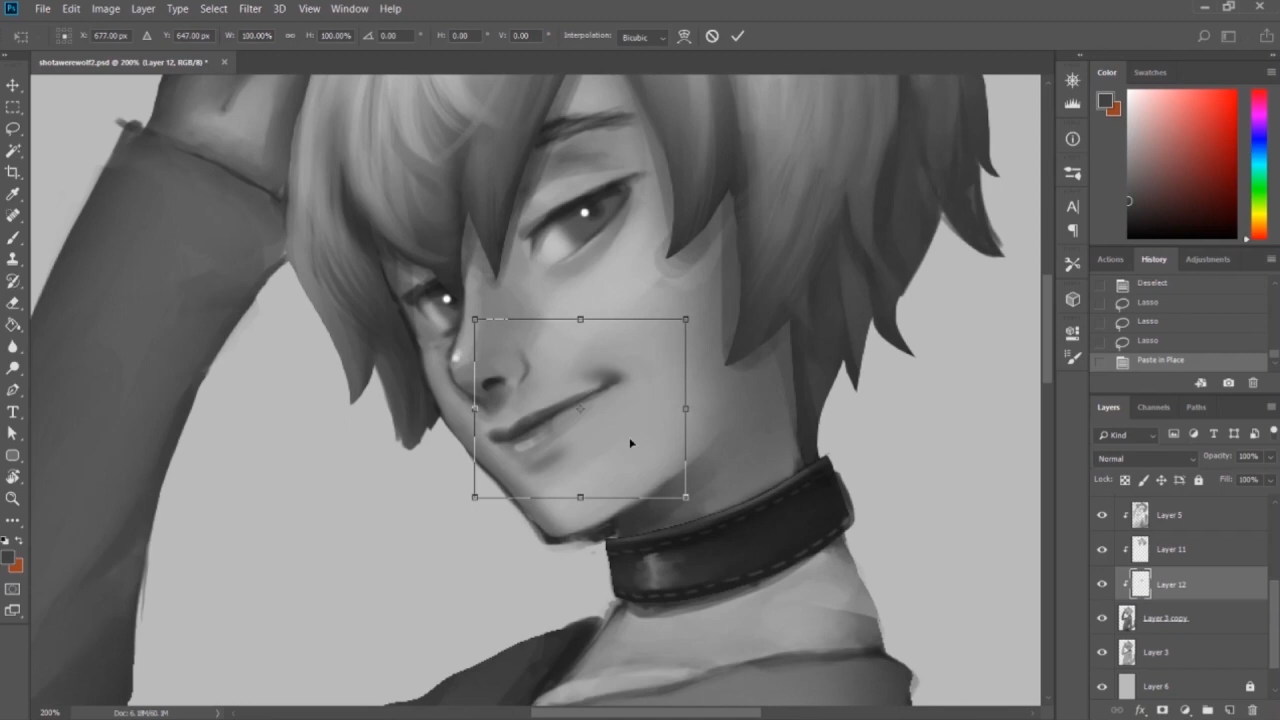 Ps File Edit Image Layer Type Select Filter 3D View Window Help
X: 677.00 px Y: 647.00 px W: 100.00% H: 100.00% 0.00 ° H: 0.00 ° V: 0.00 ° Interpolation: Bicubic
shotawerewolf2.psd @ 200% (Layer 12, RGB/8) * ×
Color Swatches
Actions History Adjustments
Deselect
Lasso
Lasso
Lasso
Paste in Place
Layers Channels Paths
Kind
Normal Opacity: 100%
Lock: Fill: 100%
Layer 5
Layer 11
Layer 12
Layer 3 copy
Layer 3
Layer 6
200%